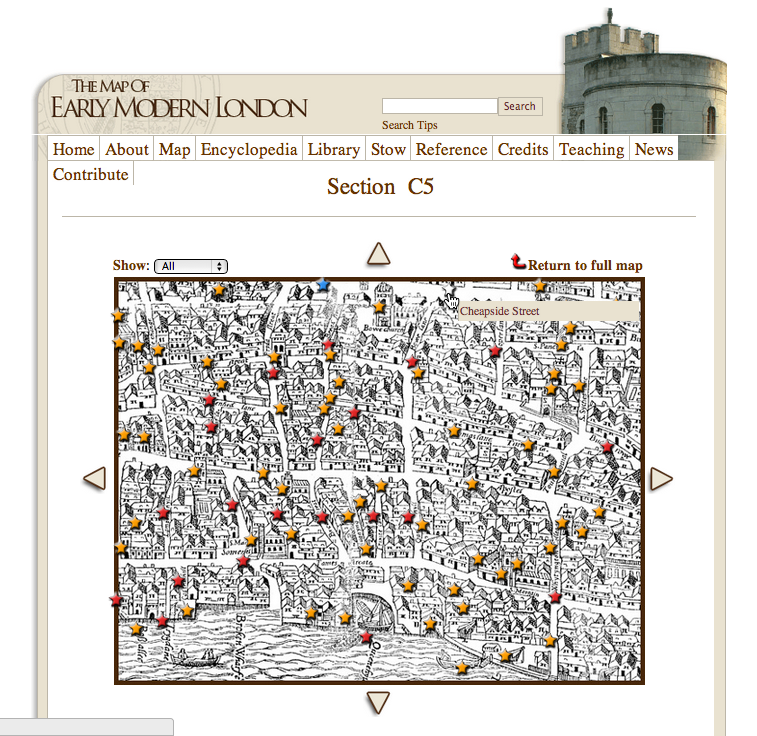 THE MAP OF
EARLY MODERN LONDON
Search
Search Tips
Home About Map Encyclopedia Library Stow Reference Credits Teaching News
Contribute
Section C5
Show: All
Return to full map
Cheapside Street